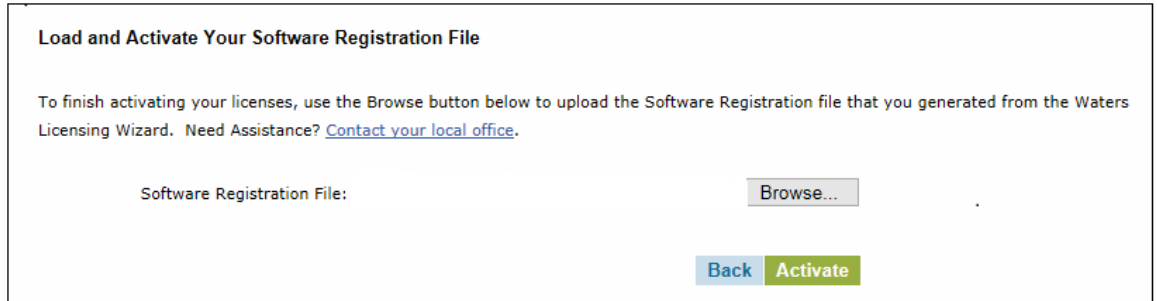 Load and Activate Your Software Registration File
To finish activating your licenses, use the Browse button below to upload the Software Registration file that you generated from the Waters
Licensing Wizard. Need Assistance? Contact your local office.
Software Registration File: Browse...
Back Activate